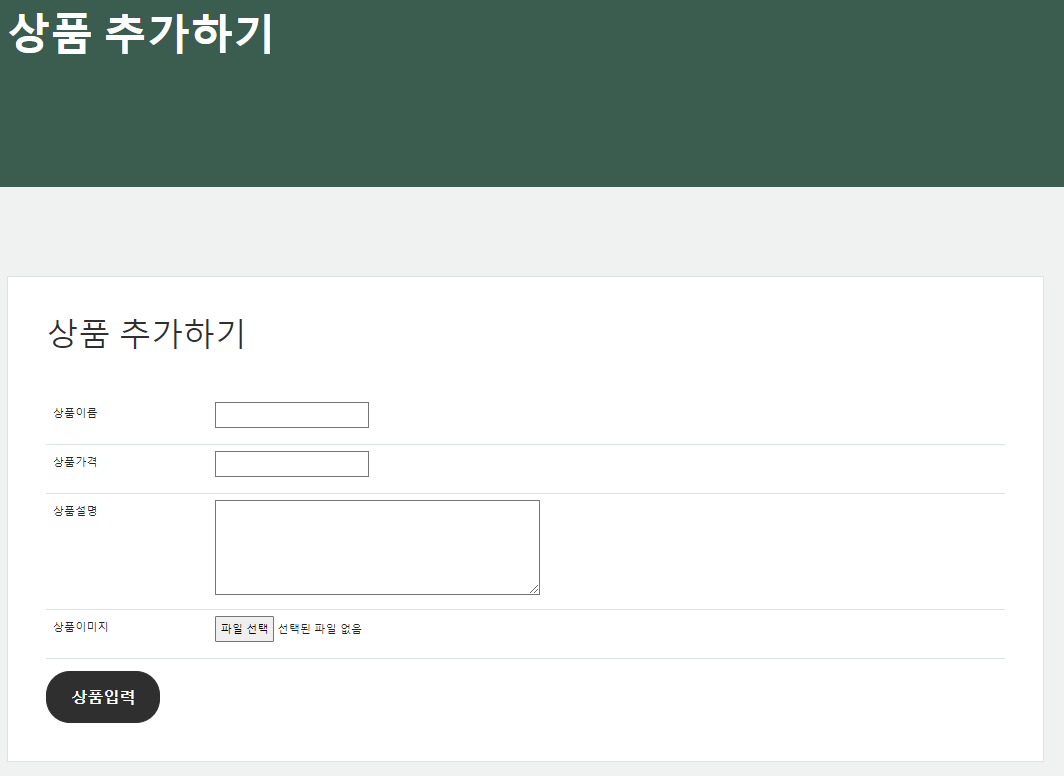 상품 추가하기
상품 추가하기
상품이름
상품가격
상품설명
상품이미지 파일 선택 선택된 파일 없음
상품입력